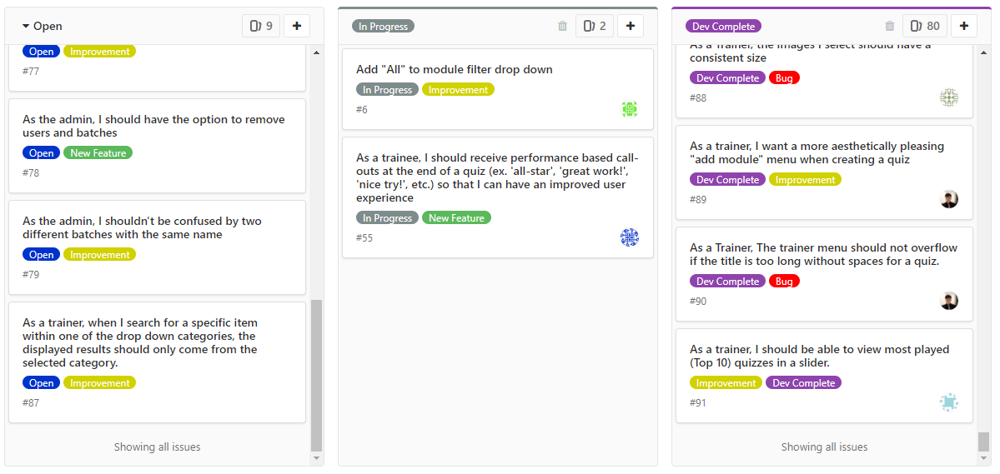 Open
9
Open Improvement
#77
As the admin, I should have the option to remove
users and batches
Open New Feature
#78
As the admin, I shouldn't be confused by two
different batches with the same name
Open Improvement
#79
As a trainer, when I search for a specific item
within one of the drop down categories, the
displayed results should only come from the
selected category.
Open Improvement
#87
Showing all issues
In Progress
2
Add "All" to module filter drop down
In Progress Improvement
#6
As a trainee, I should receive performance based call-
outs at the end of a quiz (ex. 'all-star', 'great work!',
'nice try!', etc.) so that I can have an improved user
experience
In Progress New Feature
#55
Dev Complete
80
As a Trainer, the images I select should have a
consistent size
Dev Complete Bug
#88
As a trainer, I want a more aesthetically pleasing
"add module" menu when creating a quiz
Dev Complete Improvement
#89
As a Trainer, The trainer menu should not overflow
if the title is too long without spaces for a quiz.
Dev Complete Bug
#90
As a trainer, I should be able to view most played
(Top 10) quizzes in a slider.
Improvement Dev Complete
#91
Showing all issues